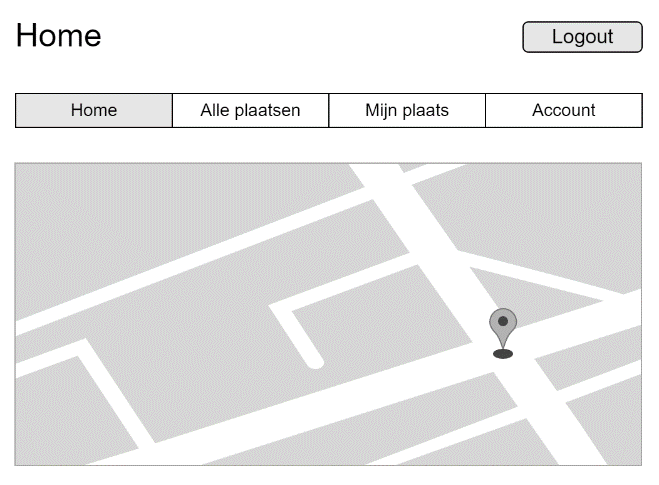 Home
Logout
Home
Alle plaatsen
Mijn plaats
Account